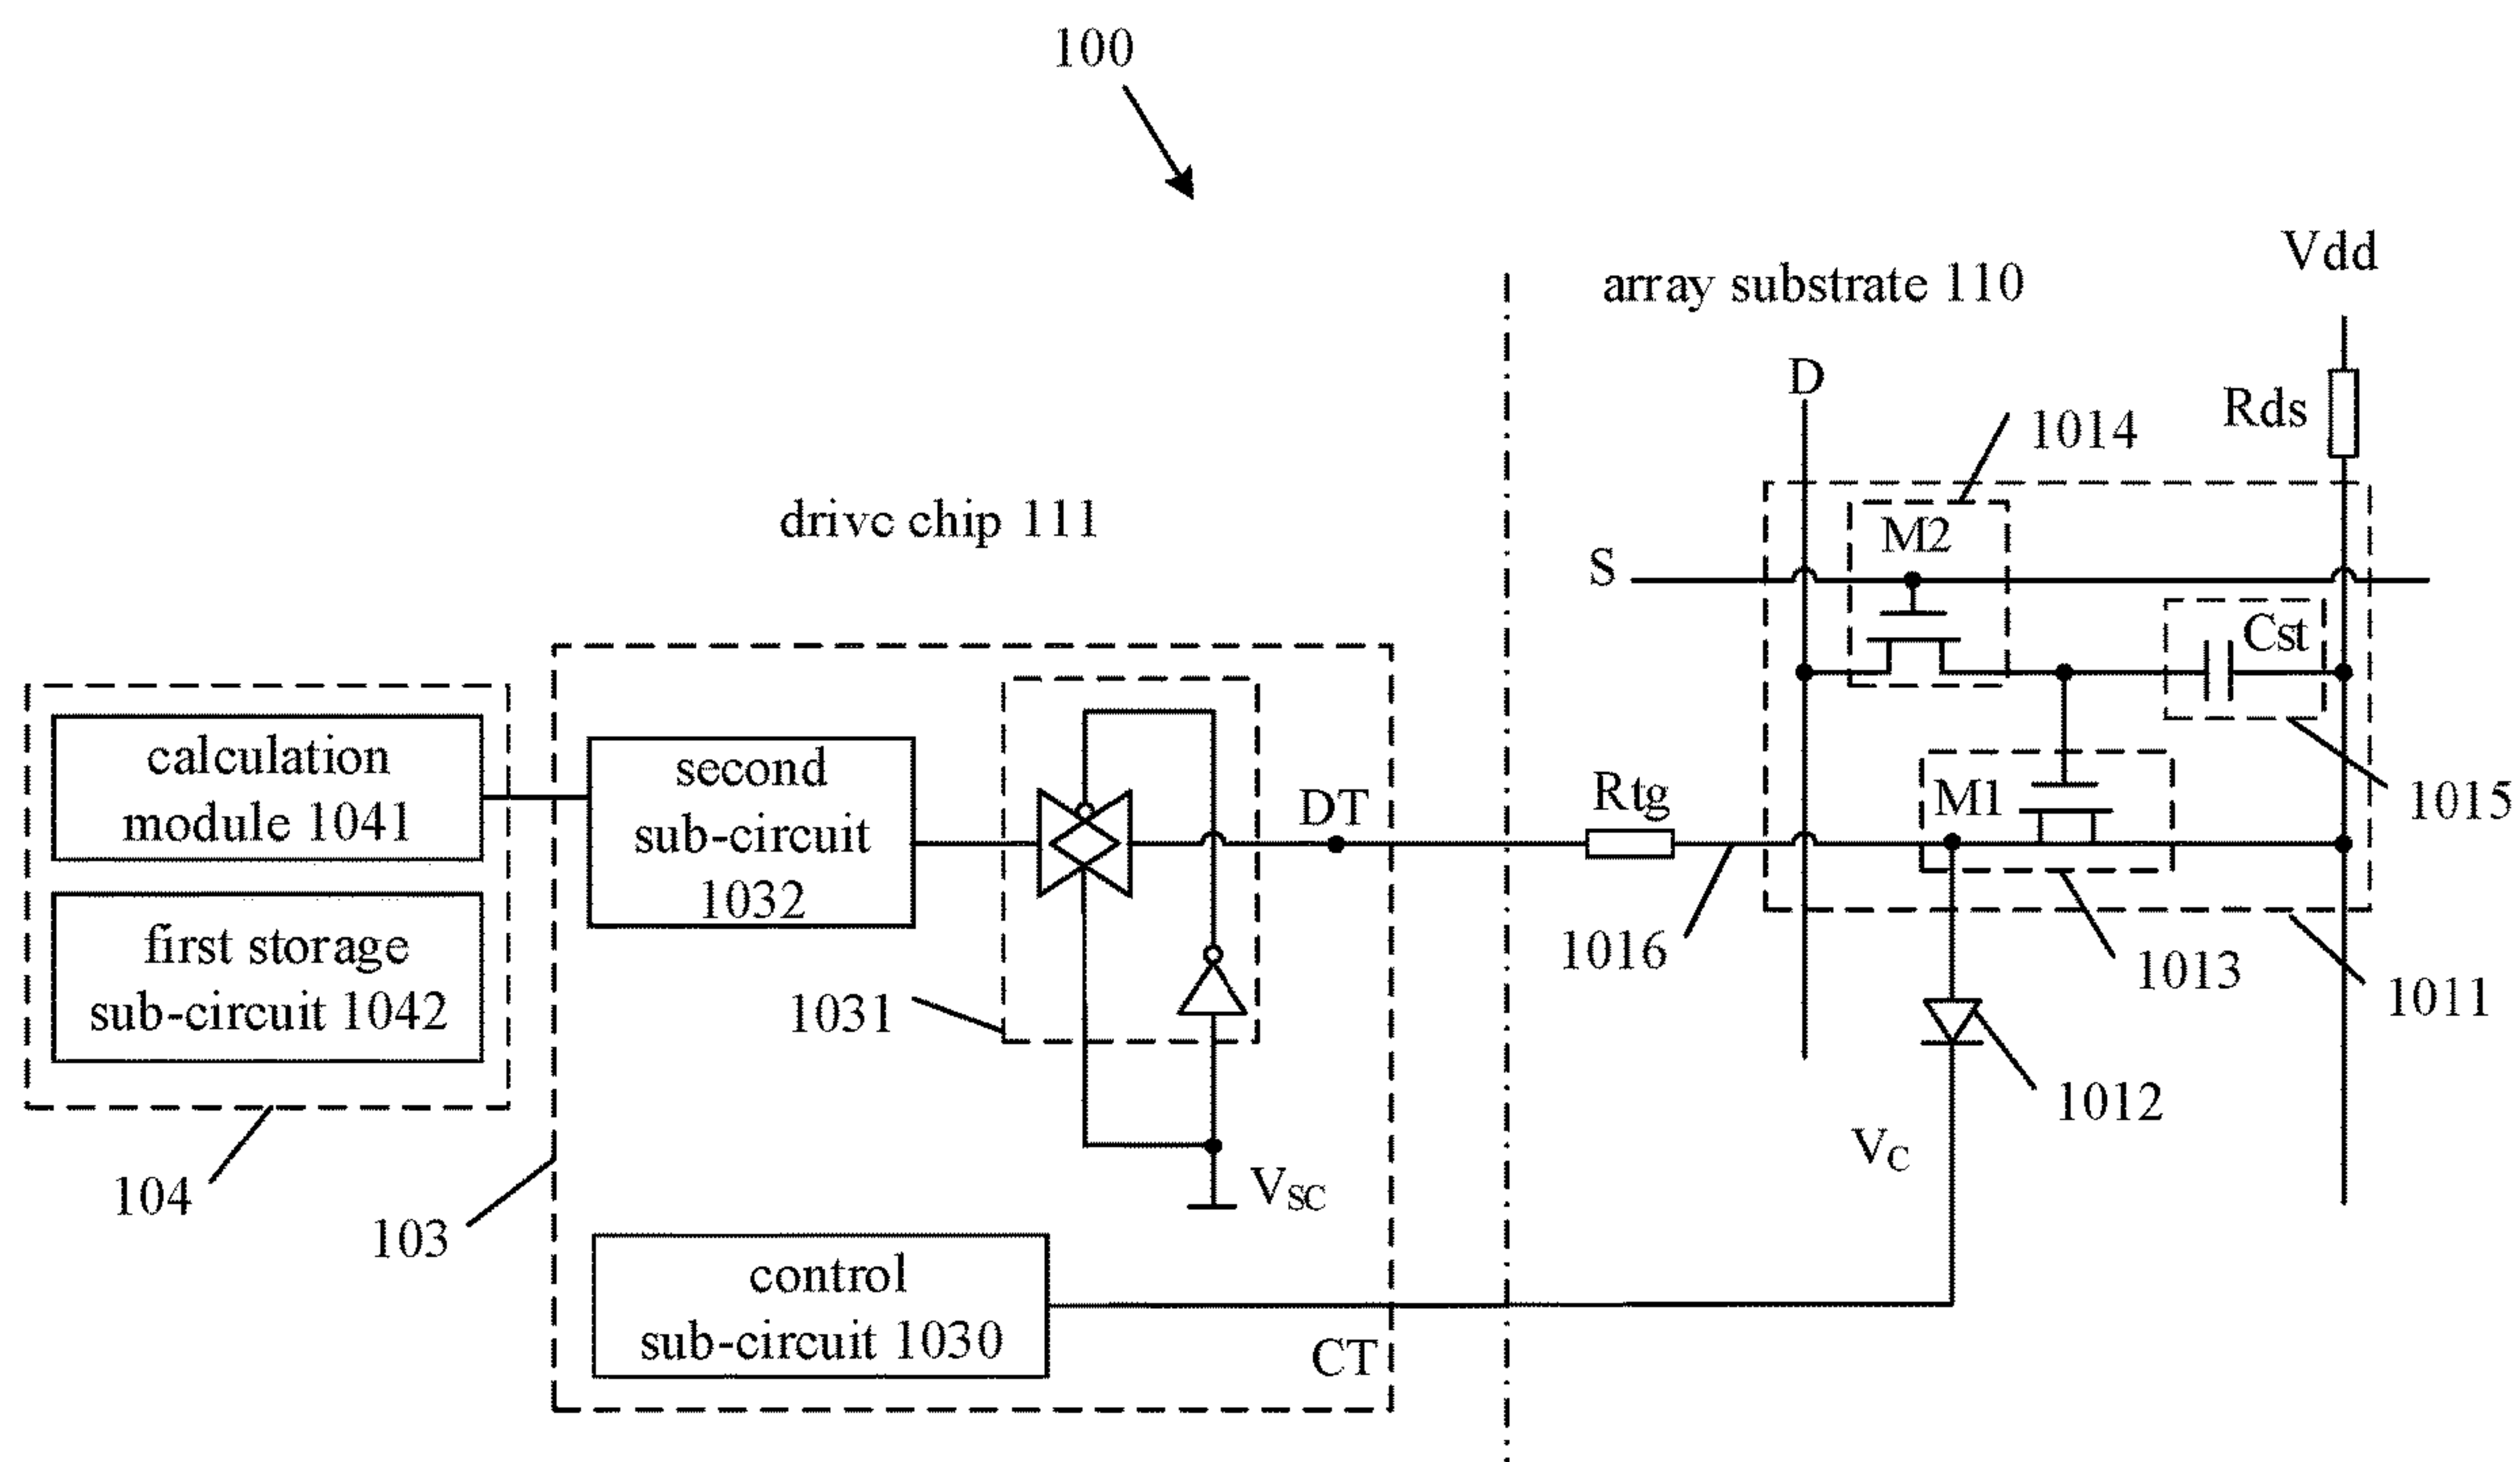 100
Vdd
array substrate 110
D
Rds
1014
drive chip 111
M2
S
Cst
calculation
module 1041
second
sub-circuit
1032
DT
Rtg
M1
1015
first storage
sub-circuit 1042
1031
1016
1013
1011
1012
VC
104
103
VSC
control
sub-circuit 1030
CT